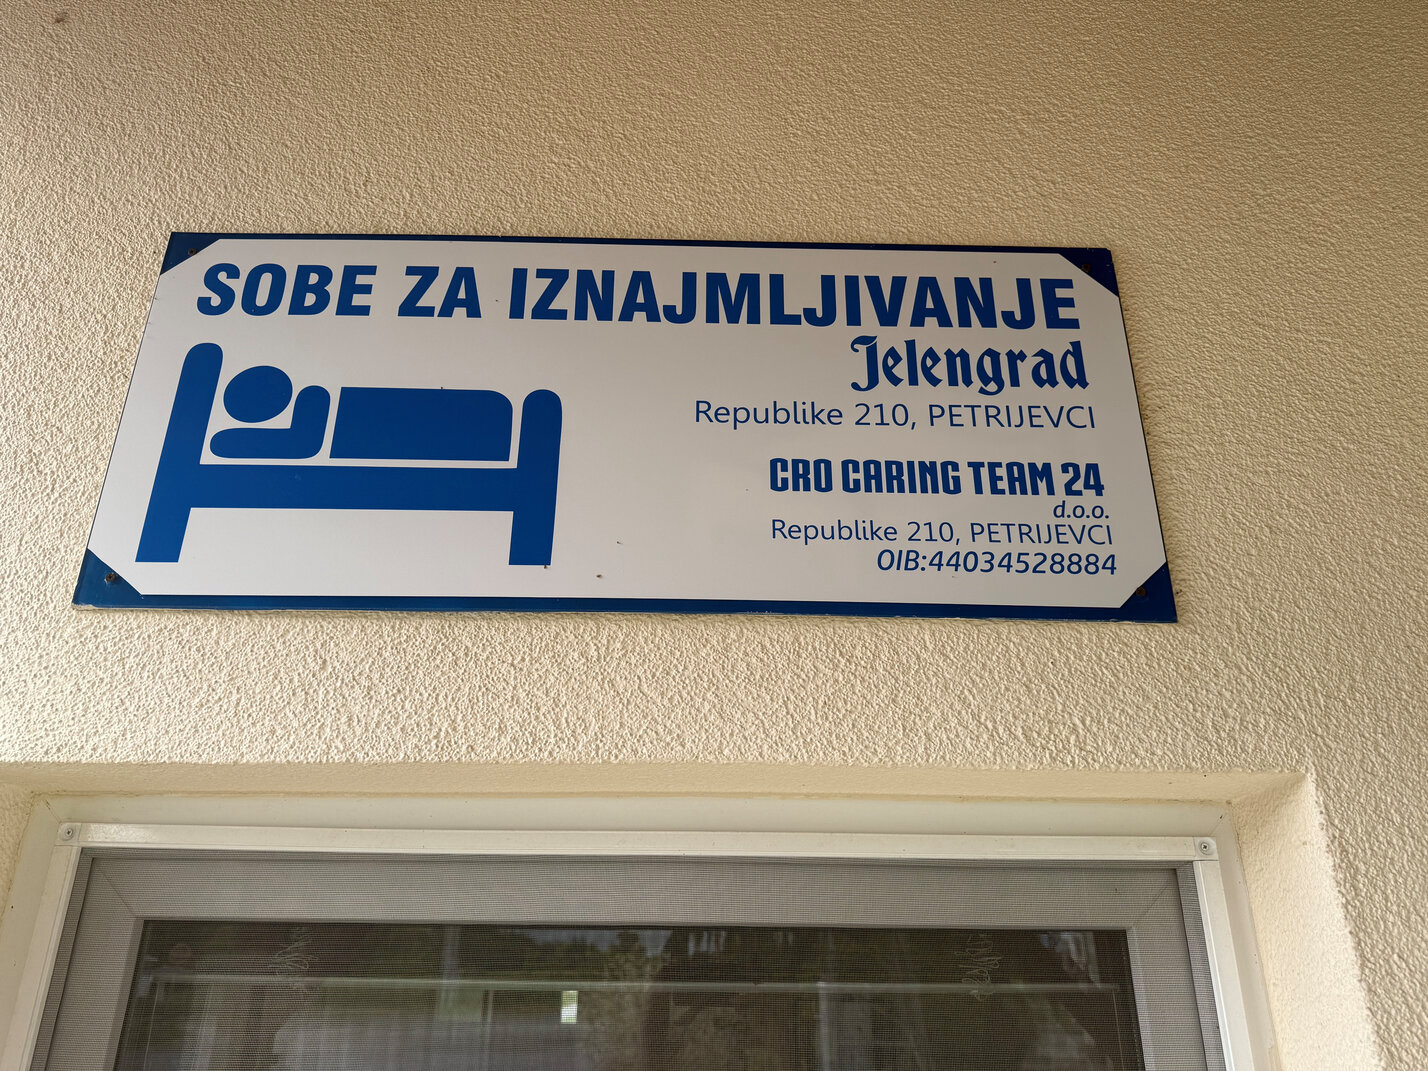 SOBE ZA IZNAJMLJIVANJE
Jelengrad
Republike 210, PETRIJEVCI
CRO CARING TEAM 24
d.o.o.
Republike 210, PETRIJEVCI
OIB:44034528884